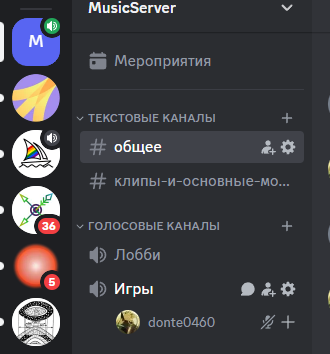 MusicServer
M
Мероприятия
ТЕКСТОВЫЕ КАНАЛЫ
общее
клипы-и-основные-мо...
36
ГОЛОСОВЫЕ КАНАЛЫ
Лобби
5
Игры
donte0460